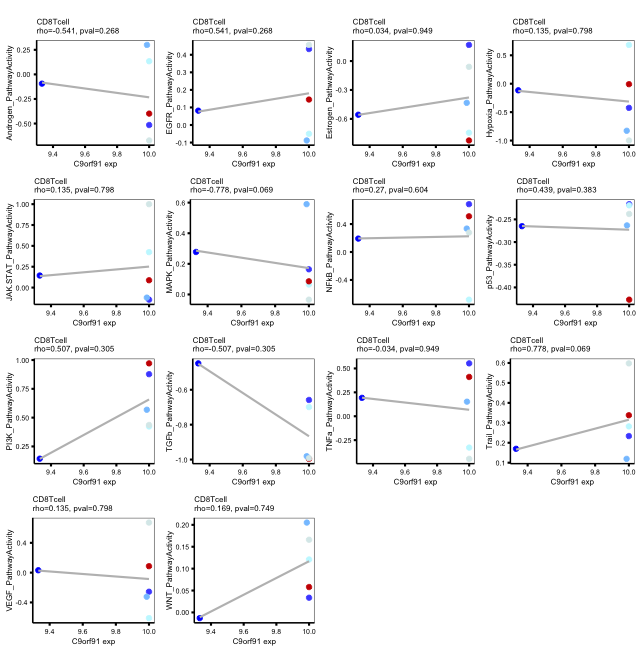 CD8Tcell
rho=-0.541, pval=0.268
Androgen_PathwayActivity
0.25
0.00
-0.25
-0.50
9.4 9.6 9.8 10.0
C9orf91 exp
CD8Tcell
rho=0.541, pval=0.268
EGFR_PathwayActivity
0.4
0.3
0.2
0.1
0.0
-0.1
9.4 9.6 9.8 10.0
C9orf91 exp
CD8Tcell
rho=0.034, pval=0.949
Estrogen_PathwayActivity
0.0
-0.3
-0.6
9.4 9.6 9.8 10.0
C9orf91 exp
CD8Tcell
rho=0.135, pval=0.798
Hypoxia_PathwayActivity
0.5
0.0
-0.5
-1.0
9.4 9.6 9.8 10.0
C9orf91 exp
CD8Tcell
rho=0.135, pval=0.798
JAK.STAT_PathwayActivity
1.00
0.75
0.50
0.25
0.00
9.4 9.6 9.8 10.0
C9orf91 exp
CD8Tcell
rho=-0.778, pval=0.069
MAPK_PathwayActivity
0.6
0.4
0.2
0.0
9.4 9.6 9.8 10.0
C9orf91 exp
CD8Tcell
rho=0.27, pval=0.604
NFkB_PathwayActivity
0.4
0.0
-0.4
9.4 9.6 9.8 10.0
C9orf91 exp
CD8Tcell
rho=0.439, pval=0.383
p53_PathwayActivity
-0.25
-0.30
-0.35
-0.40
9.4 9.6 9.8 10.0
C9orf91 exp
CD8Tcell
rho=0.507, pval=0.305
PI3K_PathwayActivity
1.00
0.75
0.50
0.25
9.4 9.6 9.8 10.0
C9orf91 exp
CD8Tcell
rho=-0.507, pval=0.305
TGFb_PathwayActivity
-0.6
-0.8
-1.0
9.4 9.6 9.8 10.0
C9orf91 exp
CD8Tcell
rho=-0.034, pval=0.949
TNFa_PathwayActivity
0.50
0.25
0.00
-0.25
9.4 9.6 9.8 10.0
C9orf91 exp
CD8Tcell
rho=0.778, pval=0.069
Trail_PathwayActivity
0.6
0.5
0.4
0.3
0.2
0.1
9.4 9.6 9.8 10.0
C9orf91 exp
CD8Tcell
rho=0.135, pval=0.798
VEGF_PathwayActivity
0.4
0.0
-0.4
9.4 9.6 9.8 10.0
C9orf91 exp
CD8Tcell
rho=0.169, pval=0.749
WNT_PathwayActivity
0.20
0.15
0.10
0.05
0.00
9.4 9.6 9.8 10.0
C9orf91 exp